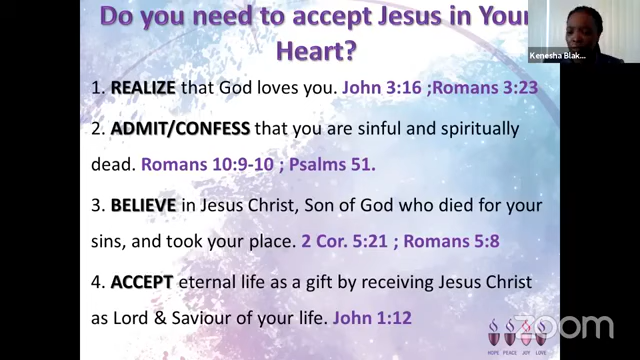 Do you need to accept Jesus in Your
Heart?
1. REALIZE that God loves you. John 3:16 ;Romans 3:23
2. ADMIT/CONFESS that you are sinful and spiritually
dead. Romans 10:9-10 ; Psalms 51.
3. BELIEVE in Jesus Christ, Son of God who died for your
sins, and took your place. 2 Cor. 5:21 ; Romans 5:8
4. ACCEPT eternal life as a gift by receiving Jesus Christ
as Lord & Saviour of your life. John 1:12
Kenesha Blak...
zoom
HOPE PEACE JOY LOVE